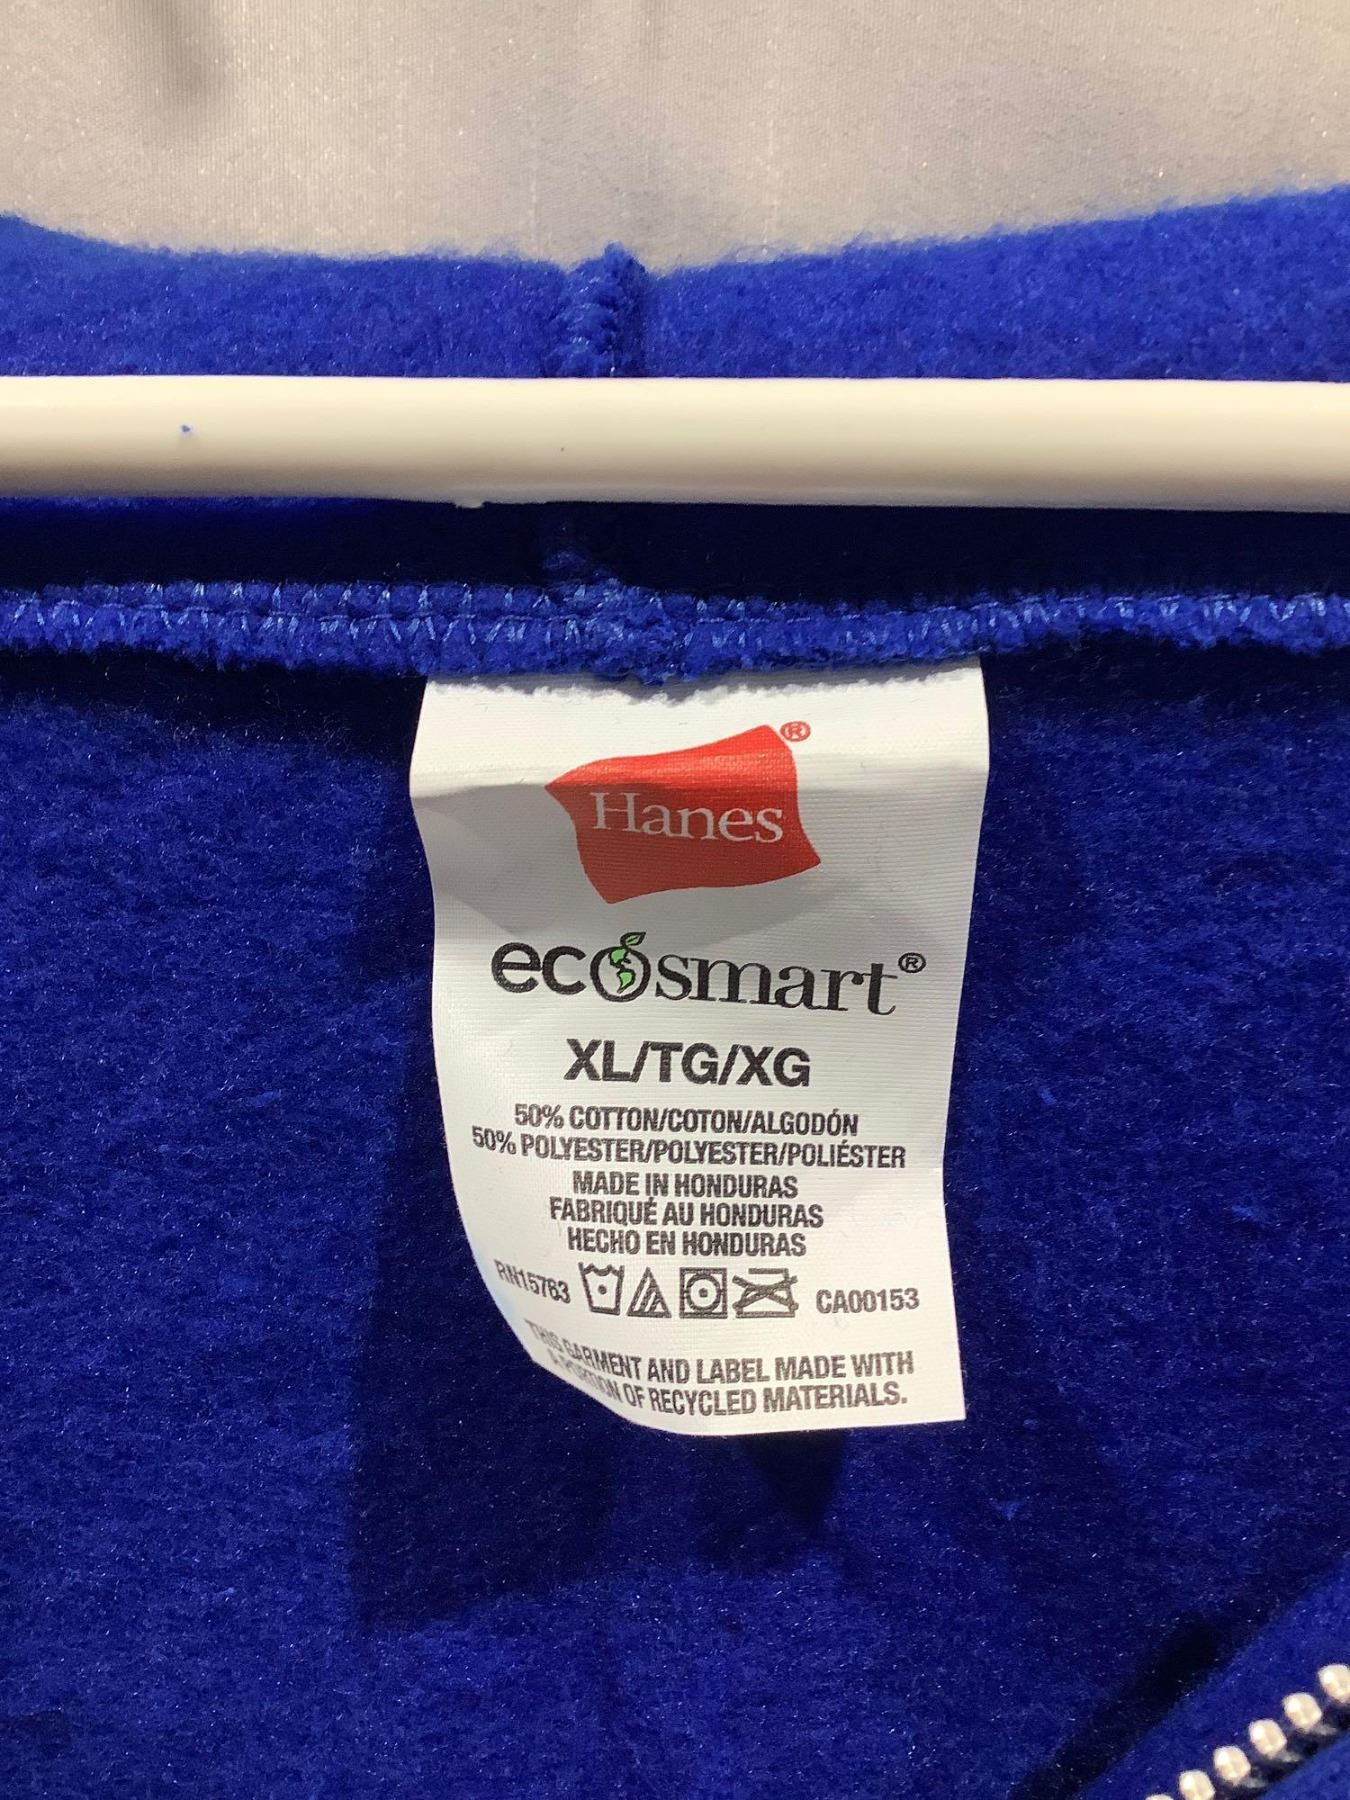 Hanes®
ecosmart®
XL/TG/XG
50% COTTON/COTON/ALGODÓN
50% POLYESTER/POLYESTER/POLIÉSTER
MADE IN HONDURAS
FABRIQUÉ AU HONDURAS
HECHO EN HONDURAS
RN15763 CA00153
THIS GARMENT AND LABEL MADE WITH
A PORTION OF RECYCLED MATERIALS.